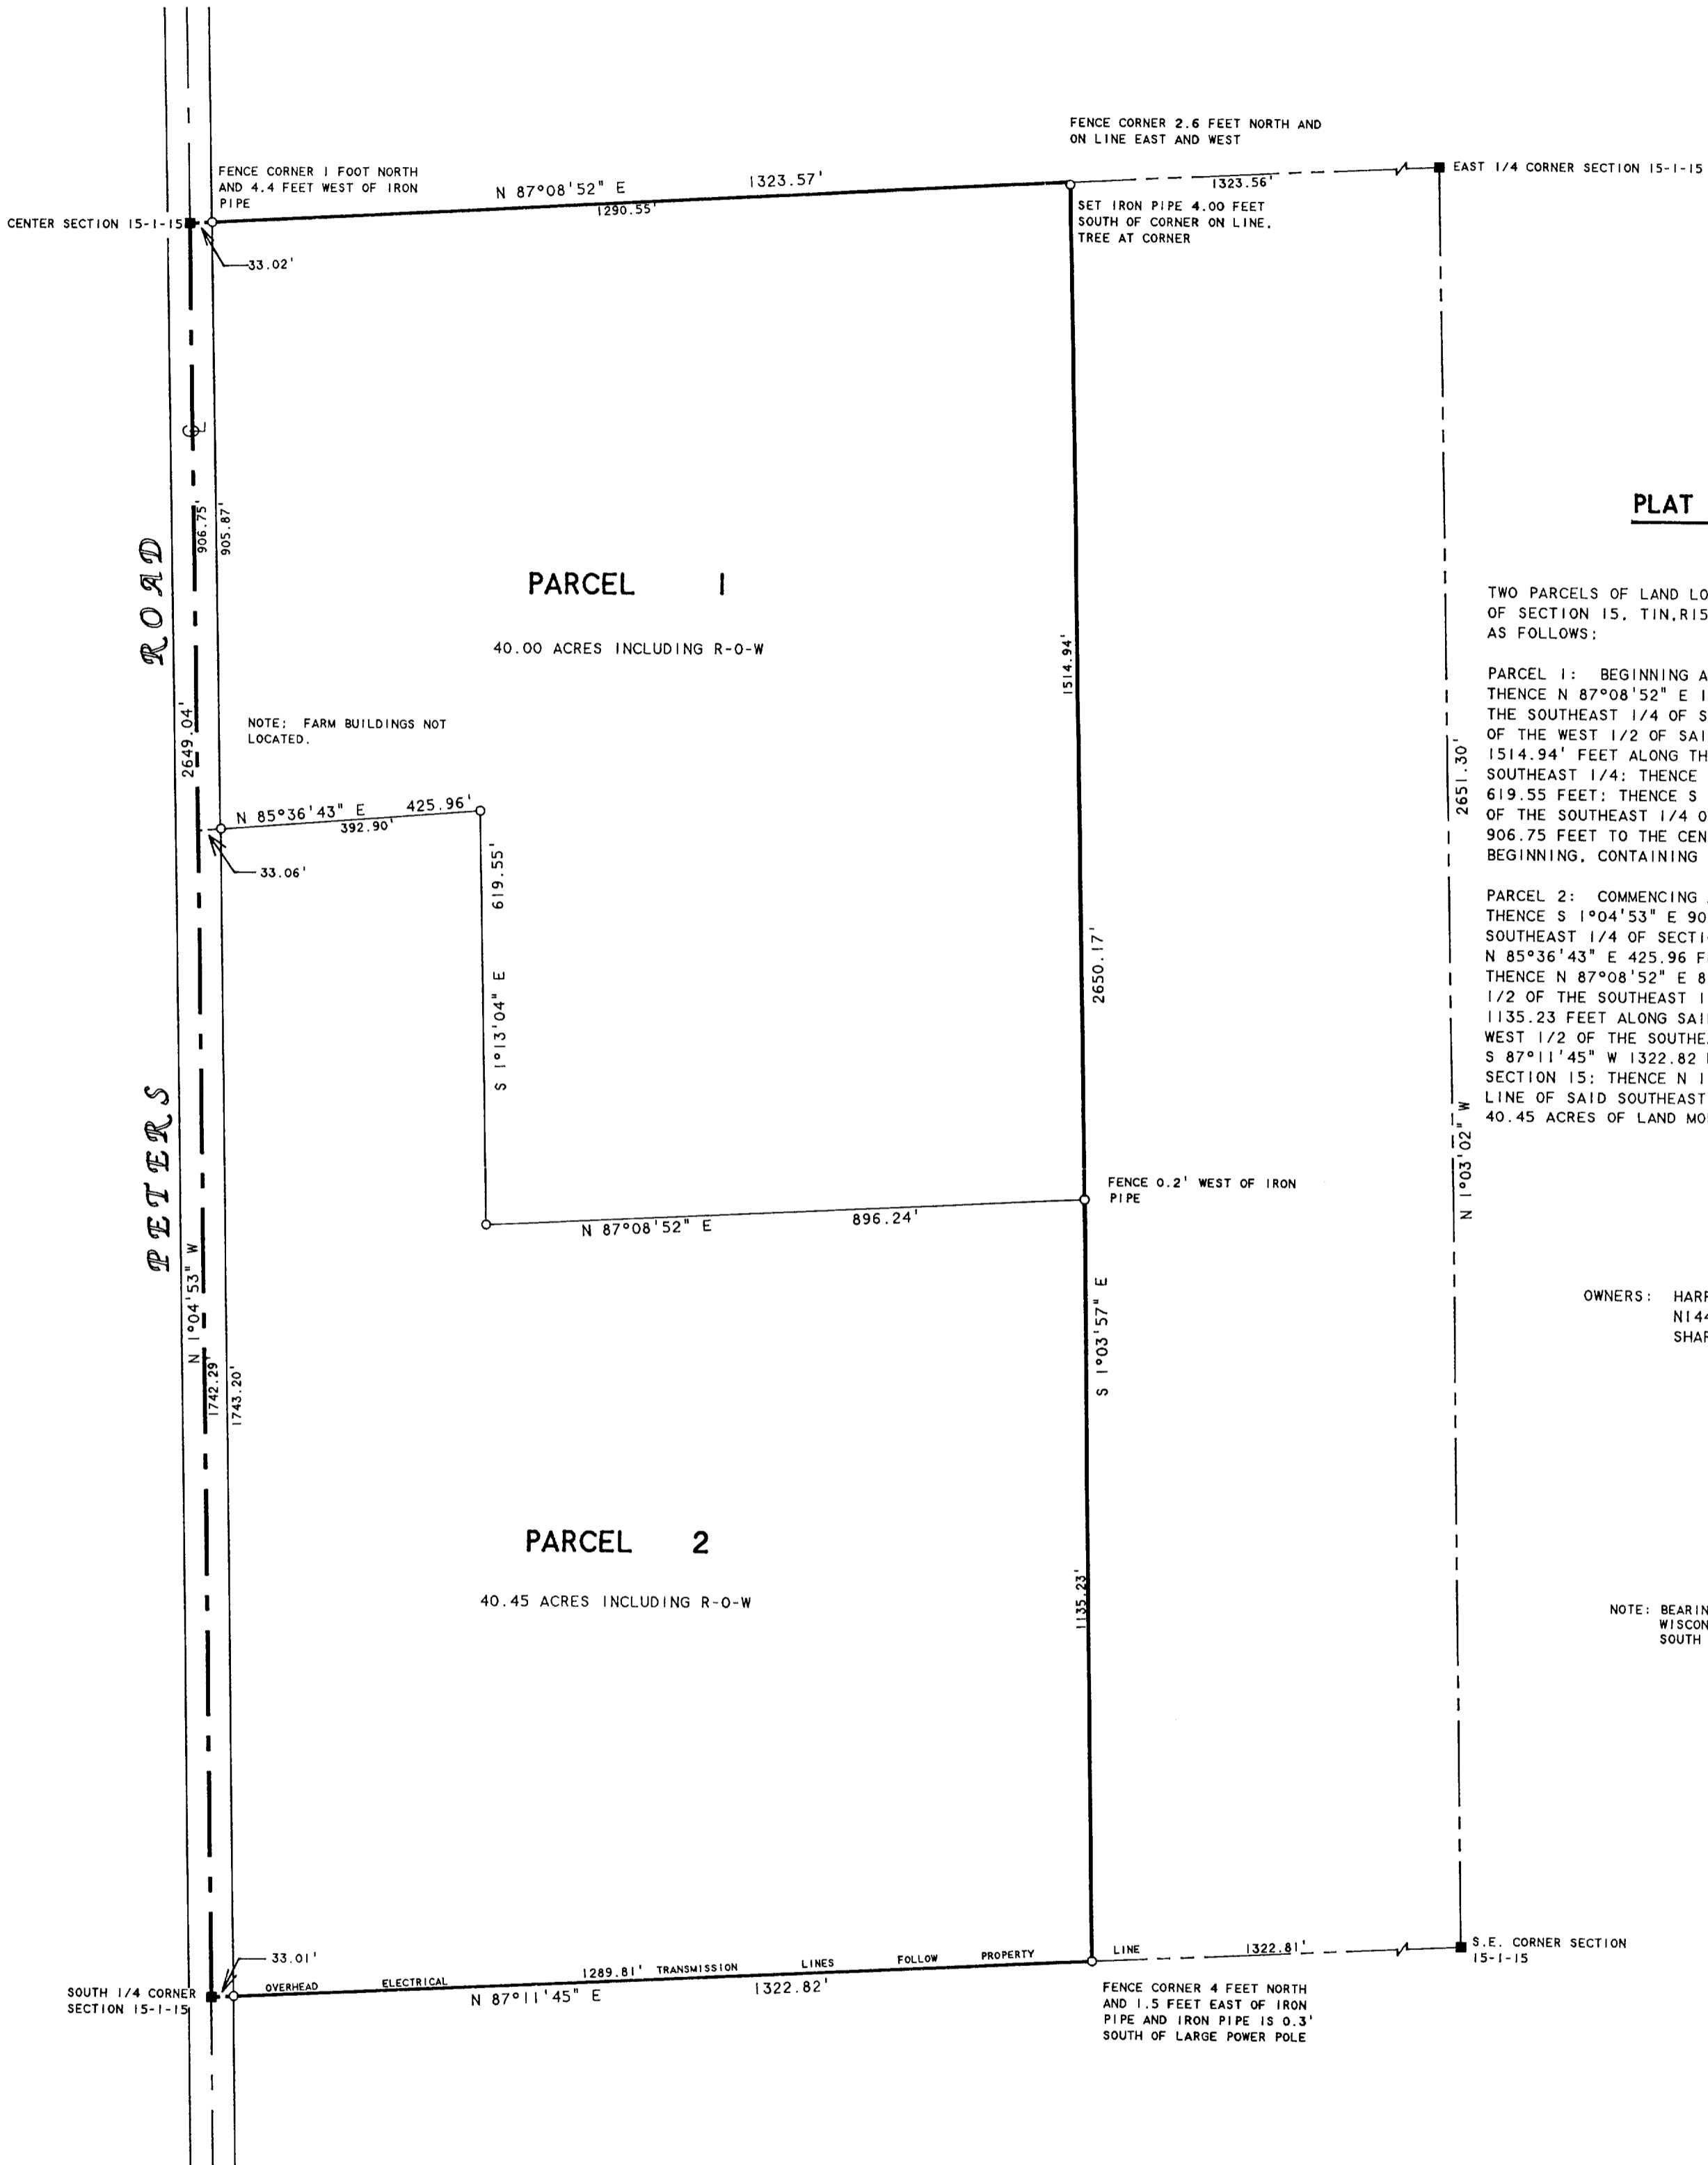 FENCE CORNER 2.6 FEET NORTH AND
ON LINE EAST AND WEST
EAST 1/4 CORNER SECTION 15-1-15
FENCE CORNER 1 FOOT NORTH
AND 4.4 FEET WEST OF IRON
PIPE
N 87°08'52" E 1323.57'
1290.55'
1323.56'
CENTER SECTION 15-1-15
SET IRON PIPE 4.00 FEET
SOUTH OF CORNER ON LINE,
TREE AT CORNER
33.02'
906.75'
905.87'
PETERS ROAD
PARCEL 1
40.00 ACRES INCLUDING R-O-W
1514.94'
2649.04'
NOTE: FARM BUILDINGS NOT
LOCATED.
N 85°36'43" E 425.96'
392.90'
33.06'
619.55'
S 1°13'04" E
2650.17'
2651.30'
N 1°03'02" W
FENCE 0.2' WEST OF IRON
PIPE
N 87°08'52" E 896.24'
N 1°04'53" W
1742.29'
1743.20'
S 1°03'57" E
PARCEL 2
40.45 ACRES INCLUDING R-O-W
1135.23'
33.01'
SOUTH 1/4 CORNER
SECTION 15-1-15
OVERHEAD ELECTRICAL TRANSMISSION LINES FOLLOW PROPERTY LINE
1289.81'
1322.81'
N 87°11'45" E 1322.82'
S.E. CORNER SECTION
15-1-15
FENCE CORNER 4 FEET NORTH
AND 1.5 FEET EAST OF IRON
PIPE AND IRON PIPE IS 0.3'
SOUTH OF LARGE POWER POLE
PLAT
TWO PARCELS OF LAND LO
OF SECTION 15, T1N,R15
AS FOLLOWS:
PARCEL 1: BEGINNING A
THENCE N 87°08'52" E 1
THE SOUTHEAST 1/4 OF S
OF THE WEST 1/2 OF SAI
1514.94' FEET ALONG TH
SOUTHEAST 1/4; THENCE
619.55 FEET; THENCE S
OF THE SOUTHEAST 1/4 O
906.75 FEET TO THE CEN
BEGINNING, CONTAINING
PARCEL 2: COMMENCING
THENCE S 1°04'53" E 90
SOUTHEAST 1/4 OF SECTI
N 85°36'43" E 425.96 F
THENCE N 87°08'52" E 8
1/2 OF THE SOUTHEAST 1
1135.23 FEET ALONG SAI
WEST 1/2 OF THE SOUTHE
S 87°11'45" W 1322.82
SECTION 15; THENCE N 1
LINE OF SAID SOUTHEAST
40.45 ACRES OF LAND MO
OWNERS: HARR
N144
SHAR
NOTE: BEARIN
WISCON
SOUTH